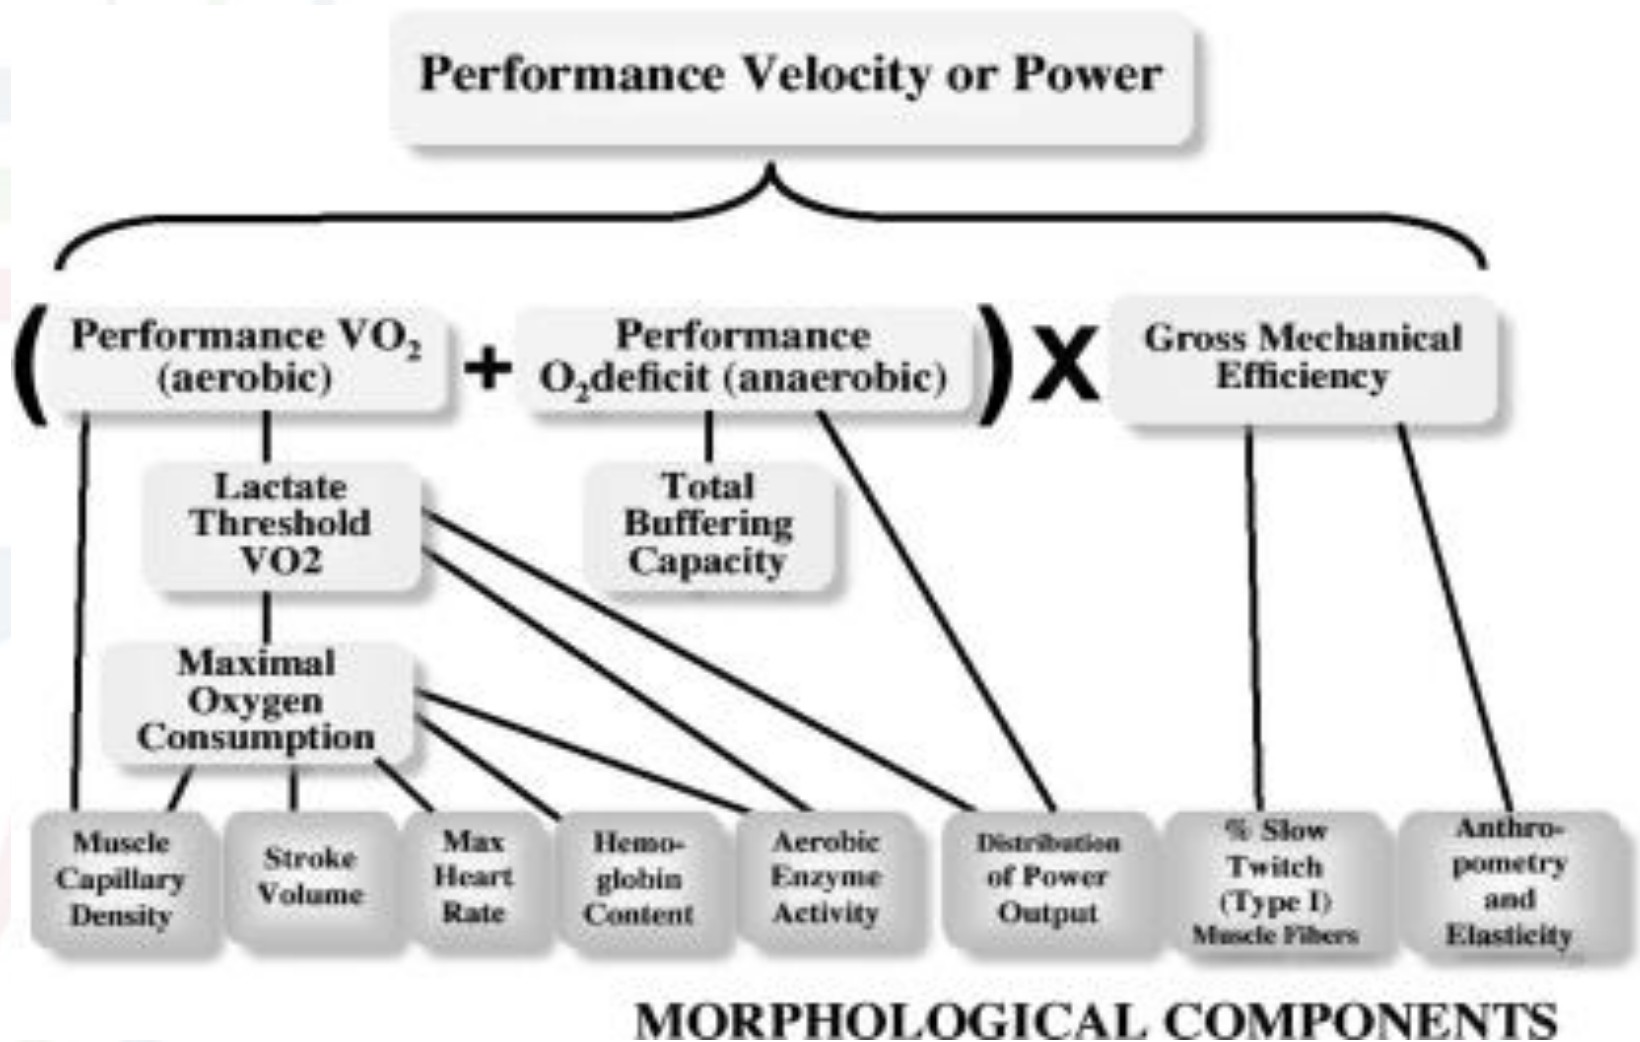 Performance Velocity or Power
(
Performance VO₂
(aerobic)
+
Performance
O₂deficit (anaerobic)
)
X
Gross Mechanical
Efficiency
Lactate
Threshold
VO2
Total
Buffering
Capacity
Maximal
Oxygen
Consumption
Muscle
Capillary
Density
Stroke
Volume
Max
Heart
Rate
Hemo-
globin
Content
Aerobic
Enzyme
Activity
Distribution
of Power
Output
% Slow
Twitch
(Type I)
Muscle Fibers
Anthro-
pometry
and
Elasticity
MORPHOLOGICAL COMPONENTS